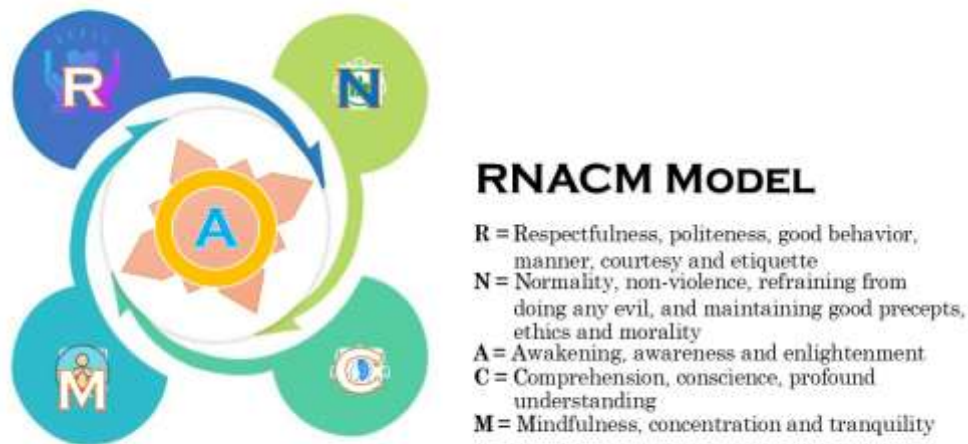 R
N
A
M
C
RNACM MODEL
R = Respectfulness, politeness, good behavior,
manner, courtesy and etiquette
N = Normality, non-violence, refraining from
doing any evil, and maintaining good precepts,
ethics and morality
A = Awakening, awareness and enlightenment
C = Comprehension, conscience, profound
understanding
M = Mindfulness, concentration and tranquility